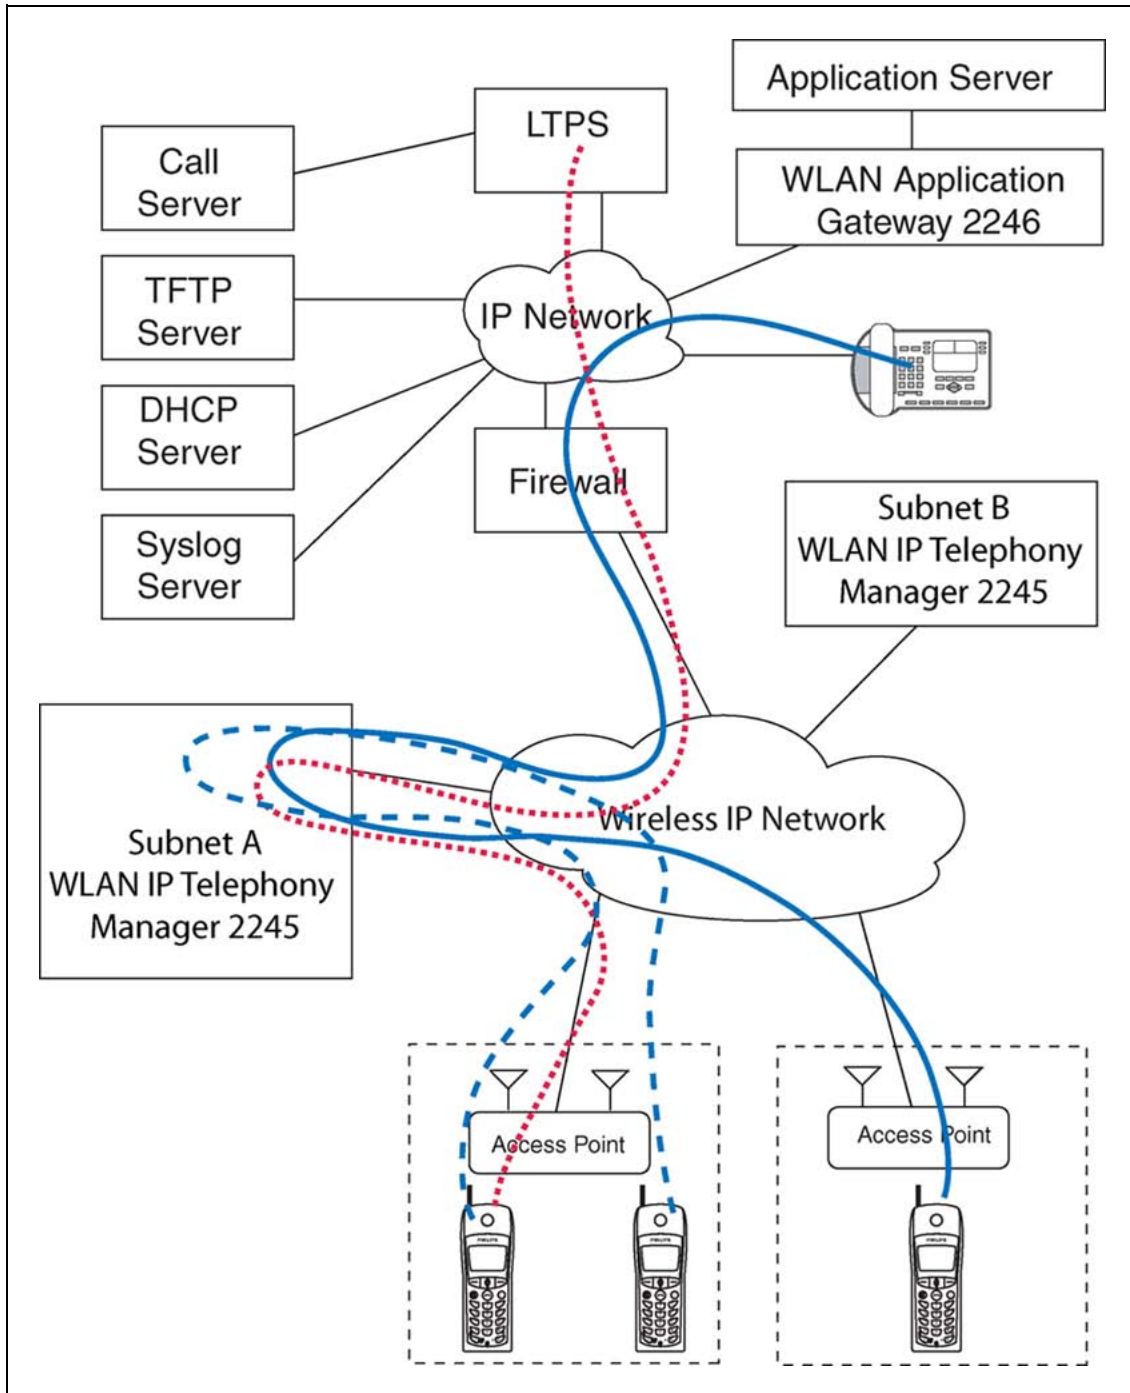 Application Server
LTPS
Call
Server
WLAN Application
Gateway 2246
TFTP
Server
IP Network
DHCP
Server
Firewall
Subnet B
WLAN IP Telephony
Manager 2245
Syslog
Server
Wireless IP Network
Subnet A
WLAN IP Telephony
Manager 2245
Access Point
Access Point